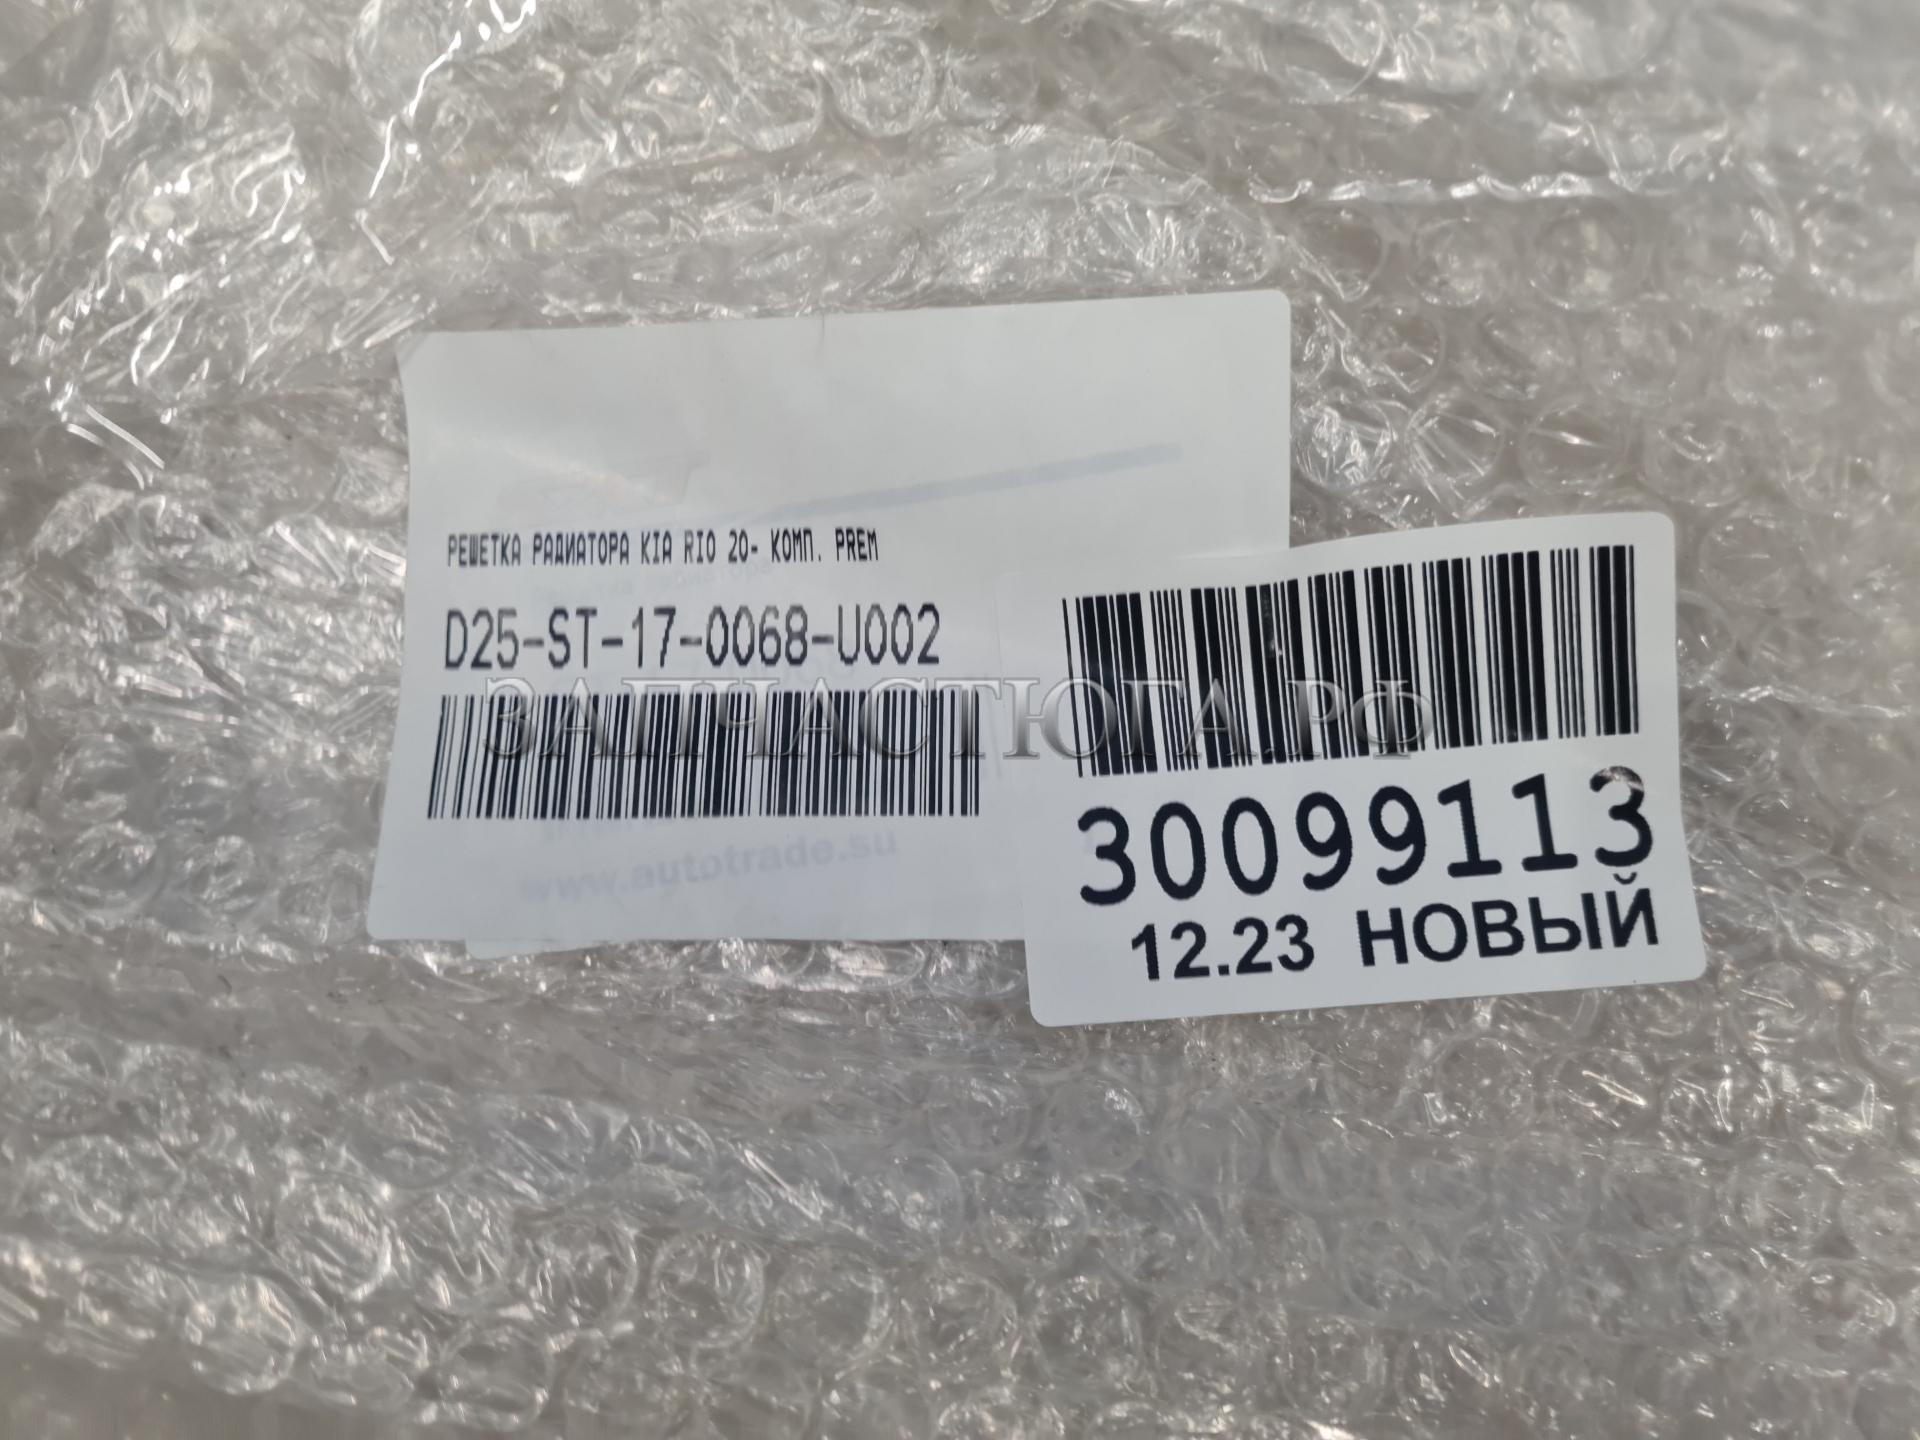 РЕШЕТКА РАДИАТОРА KIA RIO 20- КОМП. PREM
D25-ST-17-0068-U002
ЗАПЧАСТЮГА.РФ
www.autotrade.su
30099113
12.23 НОВЫЙ